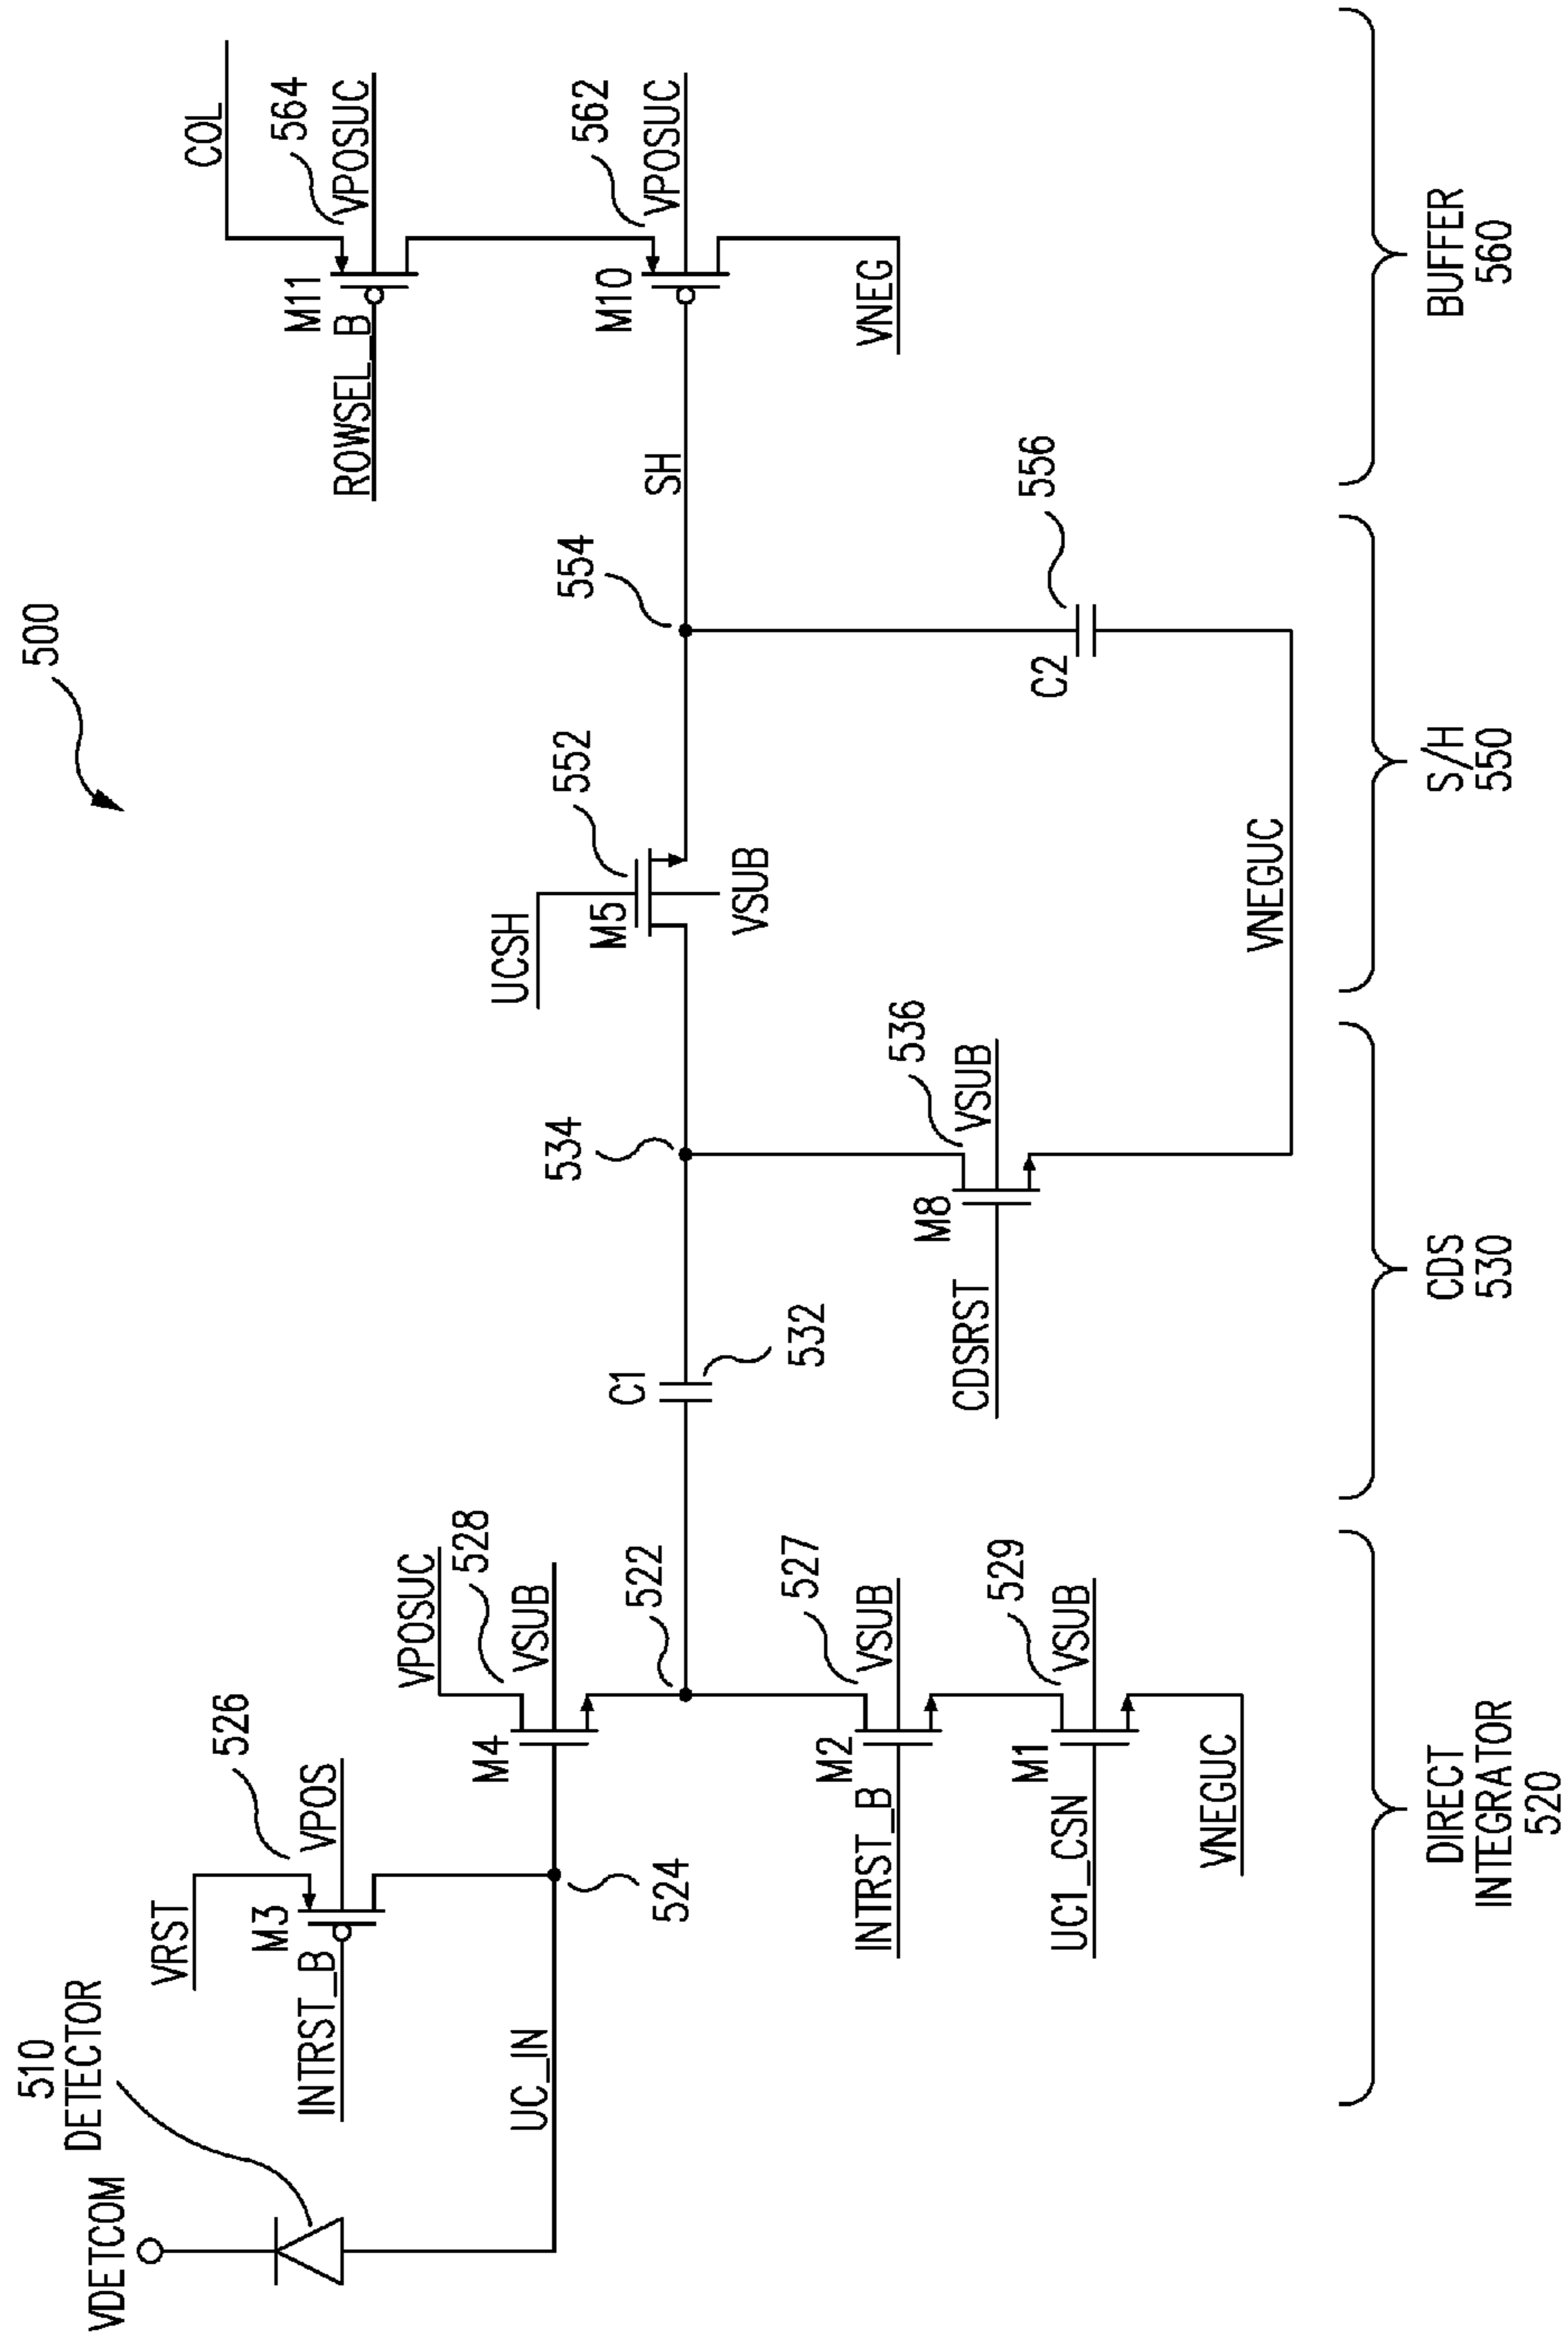 500
510
DETECTOR
VDETCOM
VRST
526
M3
VPOS
INTRST_B
UC_IN
524
VPOSUC
528
M4
VSUB
522
527
M2
VSUB
INTRST_B
529
M1
VSUB
UC1_CSN
VNEGUC
C1
532
534
536
M8
VSUB
CDSRST
UCSH
552
M5
VSUB
554
SH
556
C2
VNEGUC
COL
564
M11
VPOSUC
ROWSEL_B
562
M10
VPOSUC
VNEG
DIRECT
INTEGRATOR
520
CDS
530
S/H
550
BUFFER
560